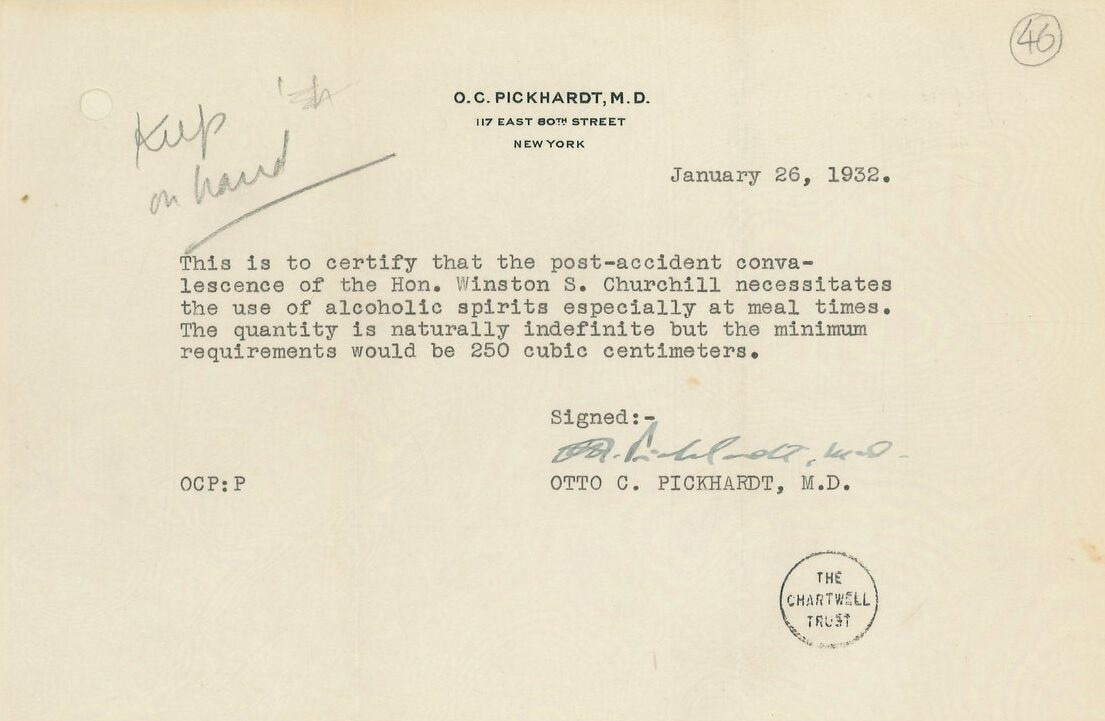 46
Keep
on hand
O.C. PICKHARDT, M.D.
117 EAST 80TH STREET
NEW YORK
January 26, 1932.
This is to certify that the post-accident conva-
lescence of the Hon. Winston S. Churchill necessitates
the use of alcoholic spirits especially at meal times.
The quantity is naturally indefinite but the minimum
requirements would be 250 cubic centimeters.
Signed:-
Pickhardt, M.D.
OCP:P
OTTO C. PICKHARDT, M.D.
THE
CHARTWELL
TRUST